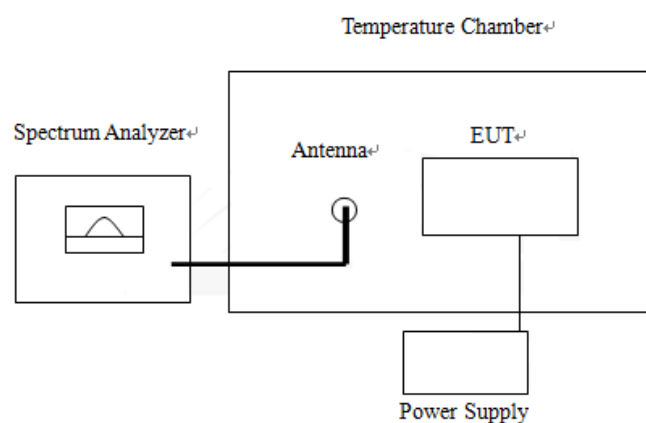 Temperature Chamber↵
Spectrum Analyzer↵
Antenna↵
EUT↵
Power Supply